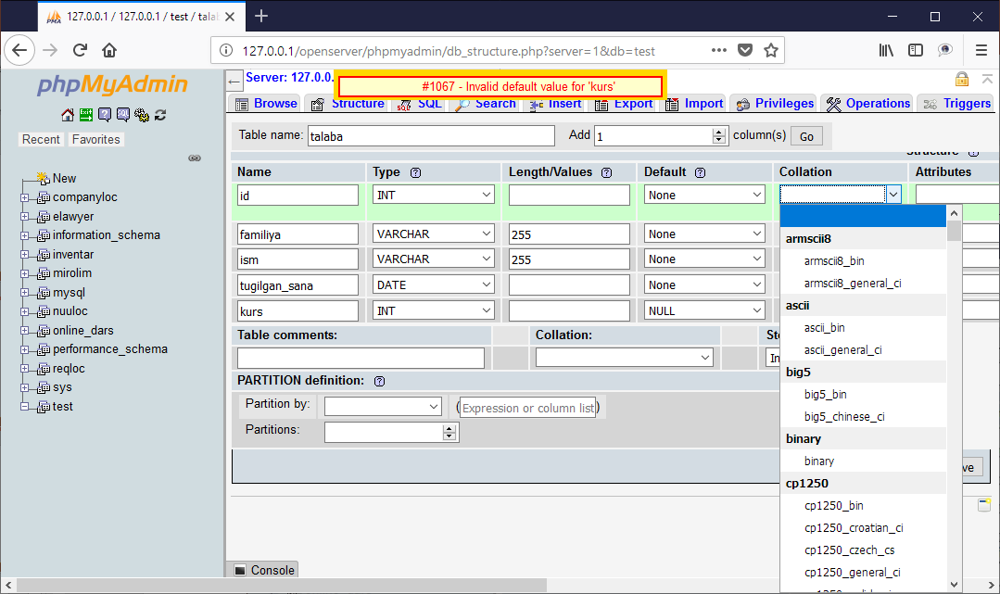 127.0.0.1 / 127.0.0.1 / test / talab
127.0.0.1/openserver/phpmyadmin/db_structure.php?server=1&db=test
phpMyAdmin
Recent Favorites
New
companyloc
elawyer
information_schema
inventar
mirolim
mysql
nuuloc
online_dars
performance_schema
reqloc
sys
test
Server: 127.0.0.
#1067 - Invalid default value for 'kurs'
Browse Structure SQL Search Insert Export Import Privileges Operations Triggers
Table name: talaba Add 1 column(s) Go
Structure
Name Type Length/Values Default Collation Attributes
id INT None
familiya VARCHAR 255 None
ism VARCHAR 255 None
tugilgan_sana DATE None
kurs INT NULL
Table comments: Collation: Sto
In
PARTITION definition:
Partition by: (Expression or column list)
Partitions:
ve
armscii8
armscii8_bin
armscii8_general_ci
ascii
ascii_bin
ascii_general_ci
big5
big5_bin
big5_chinese_ci
binary
binary
cp1250
cp1250_bin
cp1250_croatian_ci
cp1250_czech_cs
cp1250_general_ci
Console